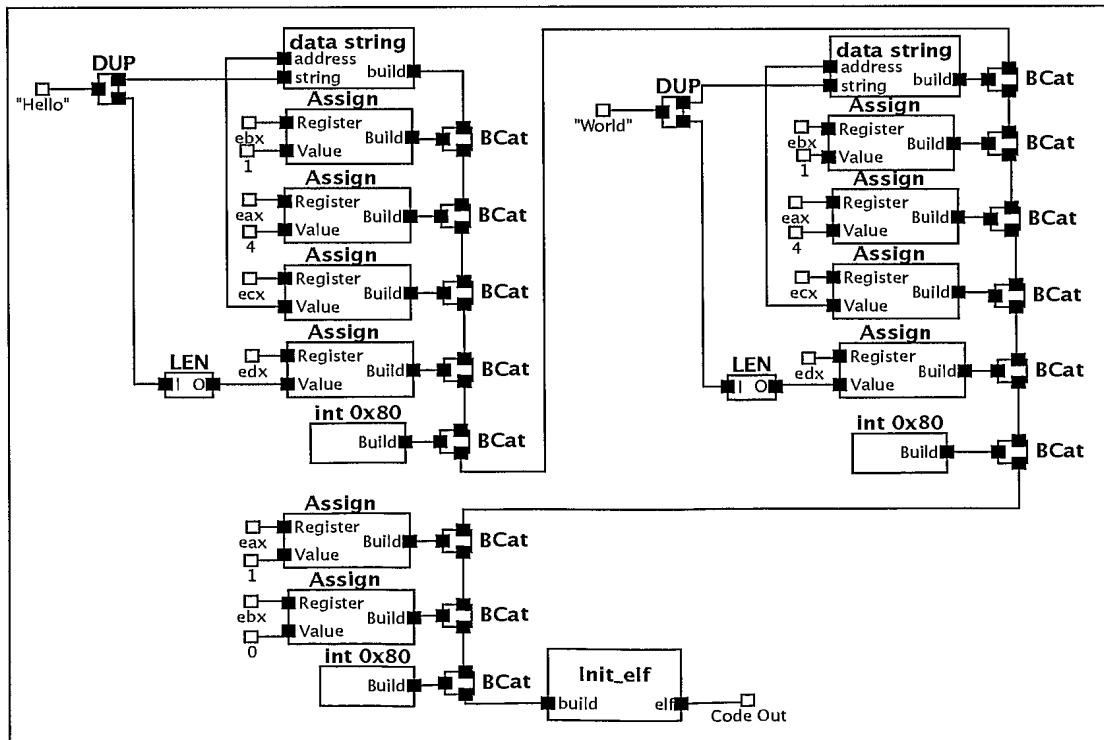 DUP
"Hello"
data string
address
string
build
Assign
Register
Value
Build
ebx
1
BCat
Assign
Register
Value
Build
eax
4
BCat
Assign
Register
Value
Build
ecx
BCat
Assign
Register
Value
Build
edx
LEN
I O
BCat
int 0x80
Build
BCat
DUP
"World"
data string
address
string
build
BCat
Assign
Register
Value
Build
ebx
1
BCat
Assign
Register
Value
Build
eax
4
BCat
Assign
Register
Value
Build
ecx
BCat
Assign
Register
Value
Build
edx
LEN
I O
BCat
int 0x80
Build
BCat
Assign
Register
Value
Build
eax
1
BCat
Assign
Register
Value
Build
ebx
0
BCat
int 0x80
Build
BCat
Init_elf
build
elf
Code Out